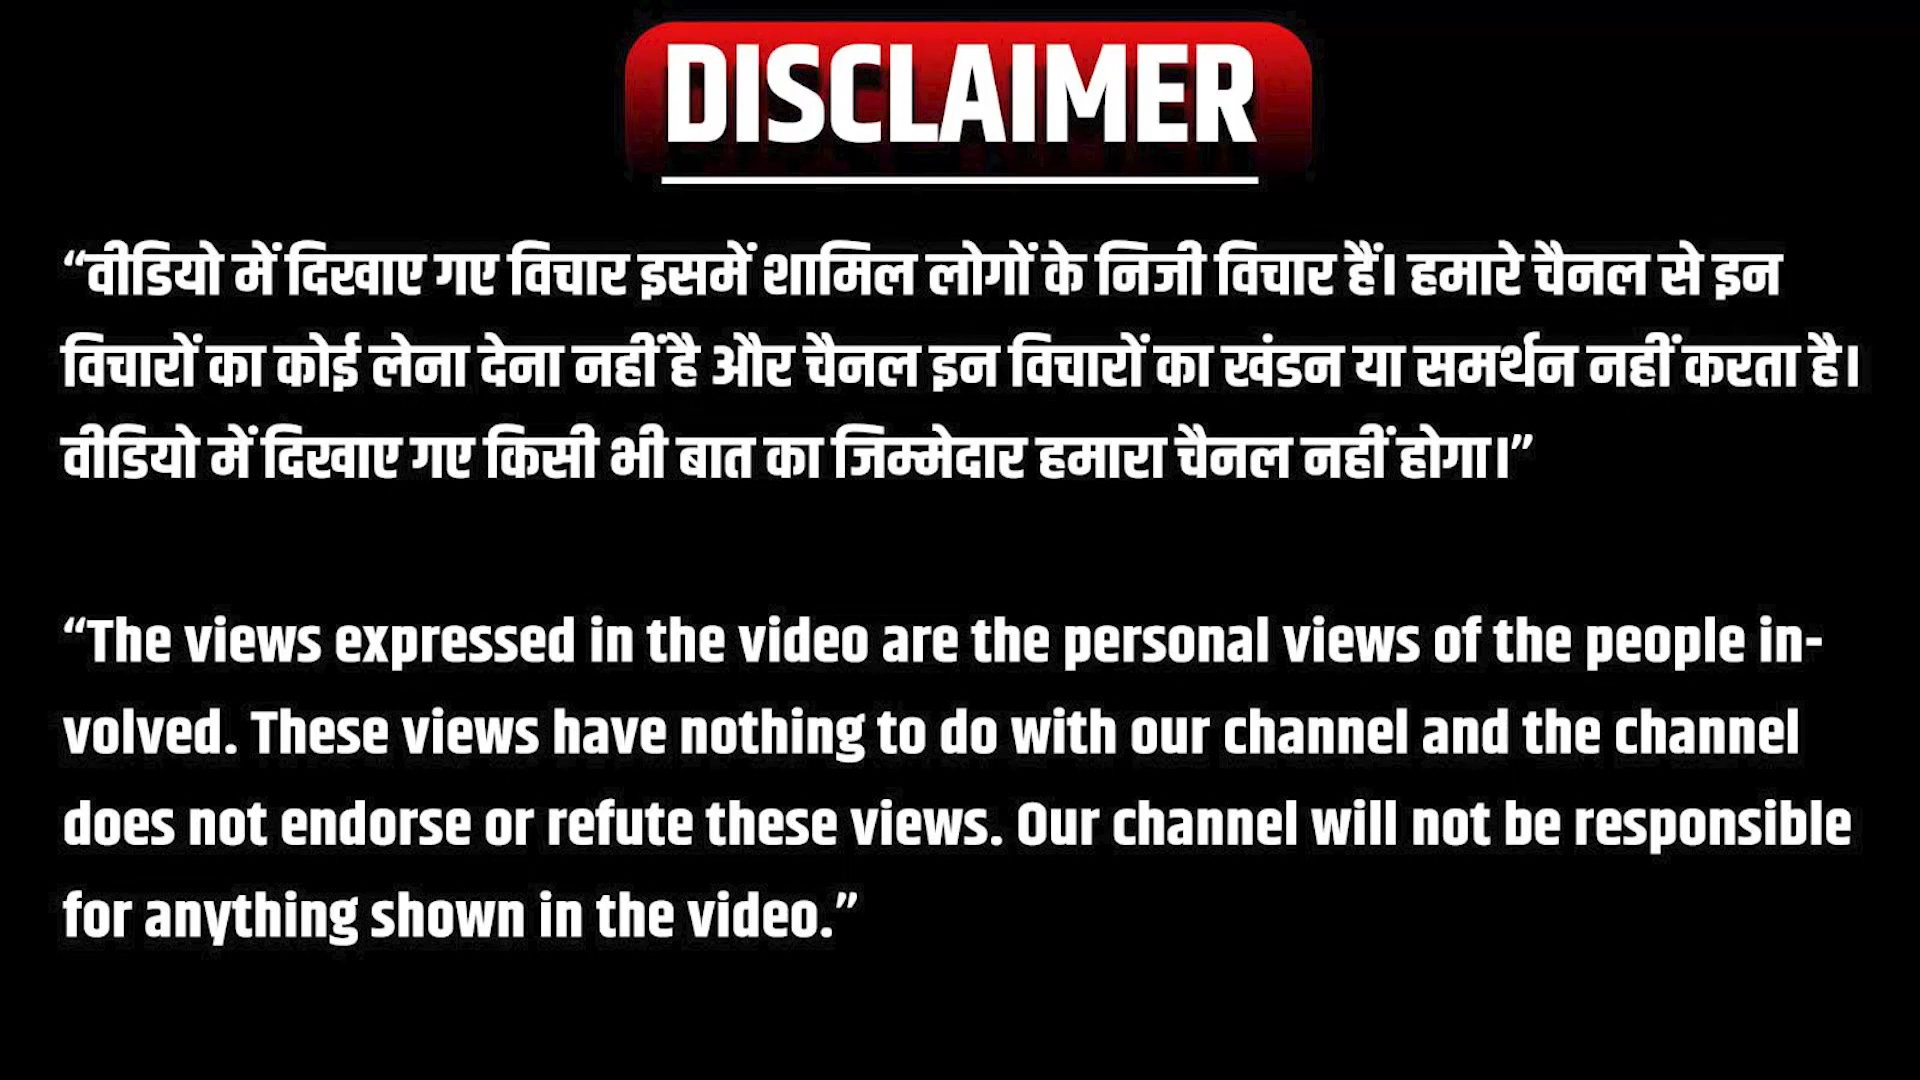 DISCLAIMER
“वीडियो में दिखाए गए विचार इसमें शामिल लोगों के निजी विचार हैं। हमारे चैनल से इन
विचारों का कोई लेना देना नहीं है और चैनल इन विचारों का खंडन या समर्थन नहीं करता है।
वीडियो में दिखाए गए किसी भी बात का जिम्मेदार हमारा चैनल नहीं होगा।”
“The views expressed in the video are the personal views of the people in-
volved. These views have nothing to do with our channel and the channel
does not endorse or refute these views. Our channel will not be responsible
for anything shown in the video.”